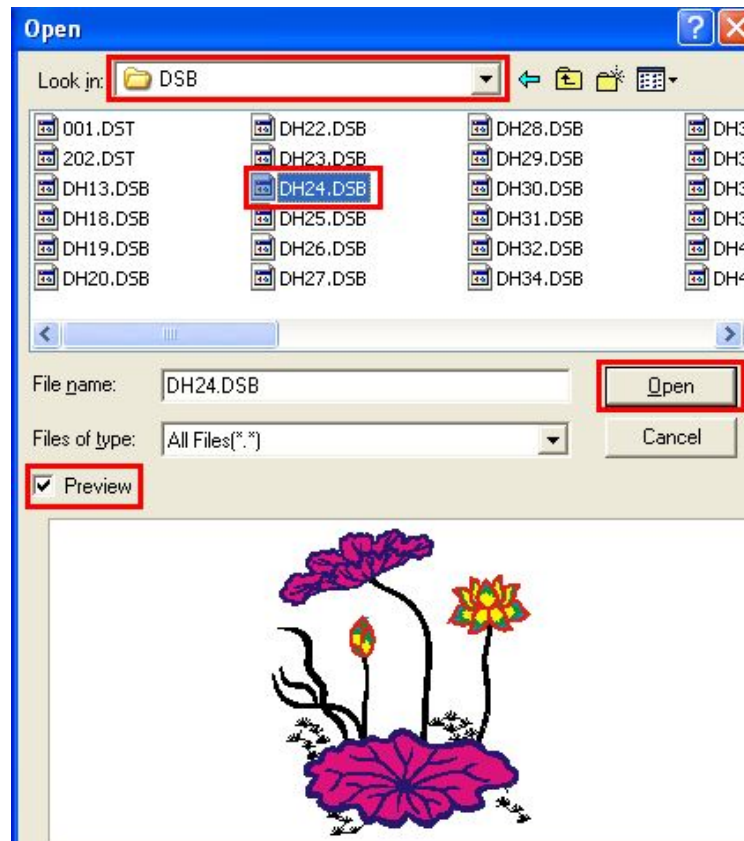 Open
Look in: DSB
001.DST DH22.DSB DH28.DSB
202.DST DH23.DSB DH29.DSB
DH13.DSB DH24.DSB DH30.DSB
DH18.DSB DH25.DSB DH31.DSB
DH19.DSB DH26.DSB DH32.DSB
DH20.DSB DH27.DSB DH34.DSB
File name: DH24.DSB Open
Files of type: All Files(*.*) Cancel
Preview